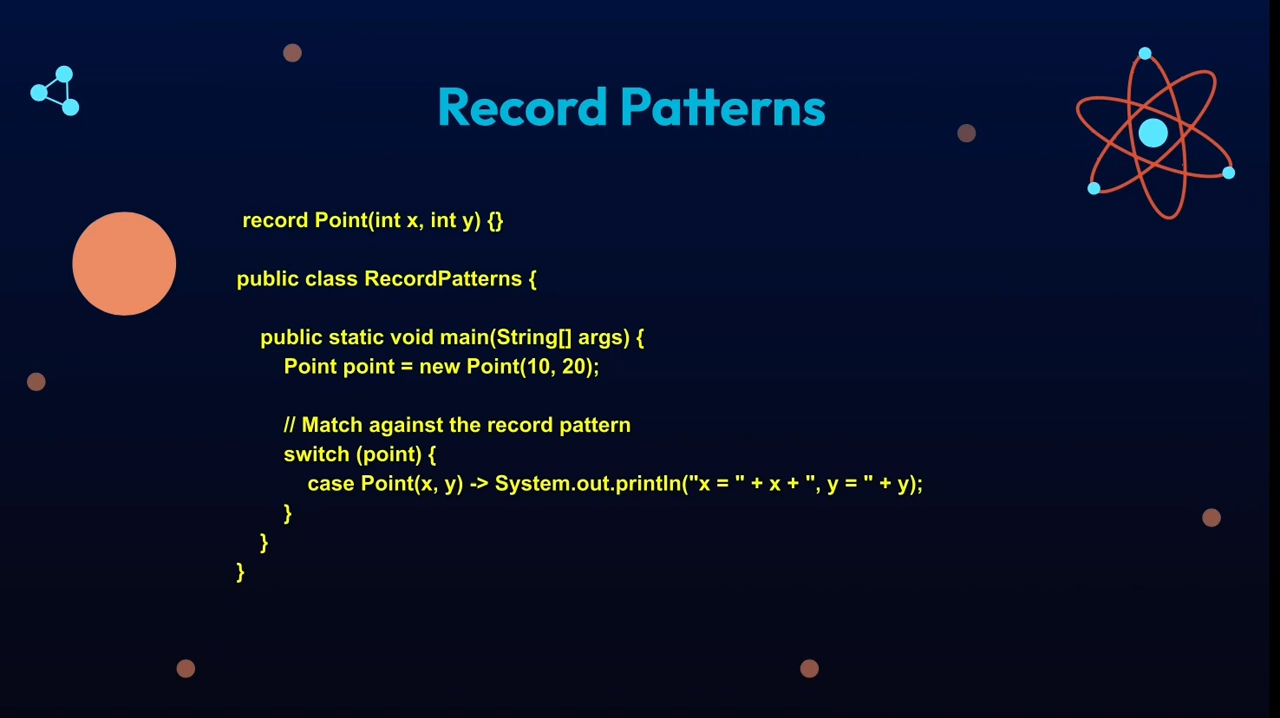 Record Patterns
record Point(int x, int y) {}
public class RecordPatterns {
public static void main(String[] args) {
Point point = new Point(10, 20);
// Match against the record pattern
switch (point) {
case Point(x, y) -> System.out.println("x = " + x + ", y = " + y);
}
}
}